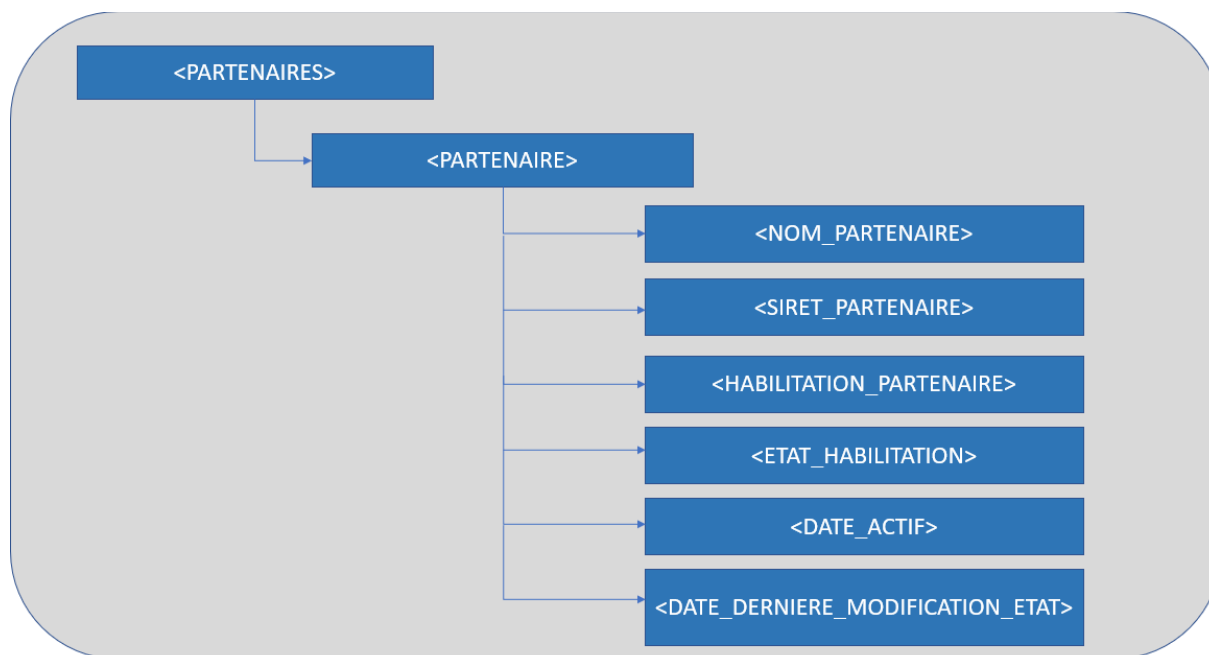 <PARTENAIRES>
<PARTENAIRE>
<NOM_PARTENAIRE>
<SIRET_PARTENAIRE>
<HABILITATION_PARTENAIRE>
<ETAT_HABILITATION>
<DATE_ACTIF>
<DATE_DERNIERE_MODIFICATION_ETAT>